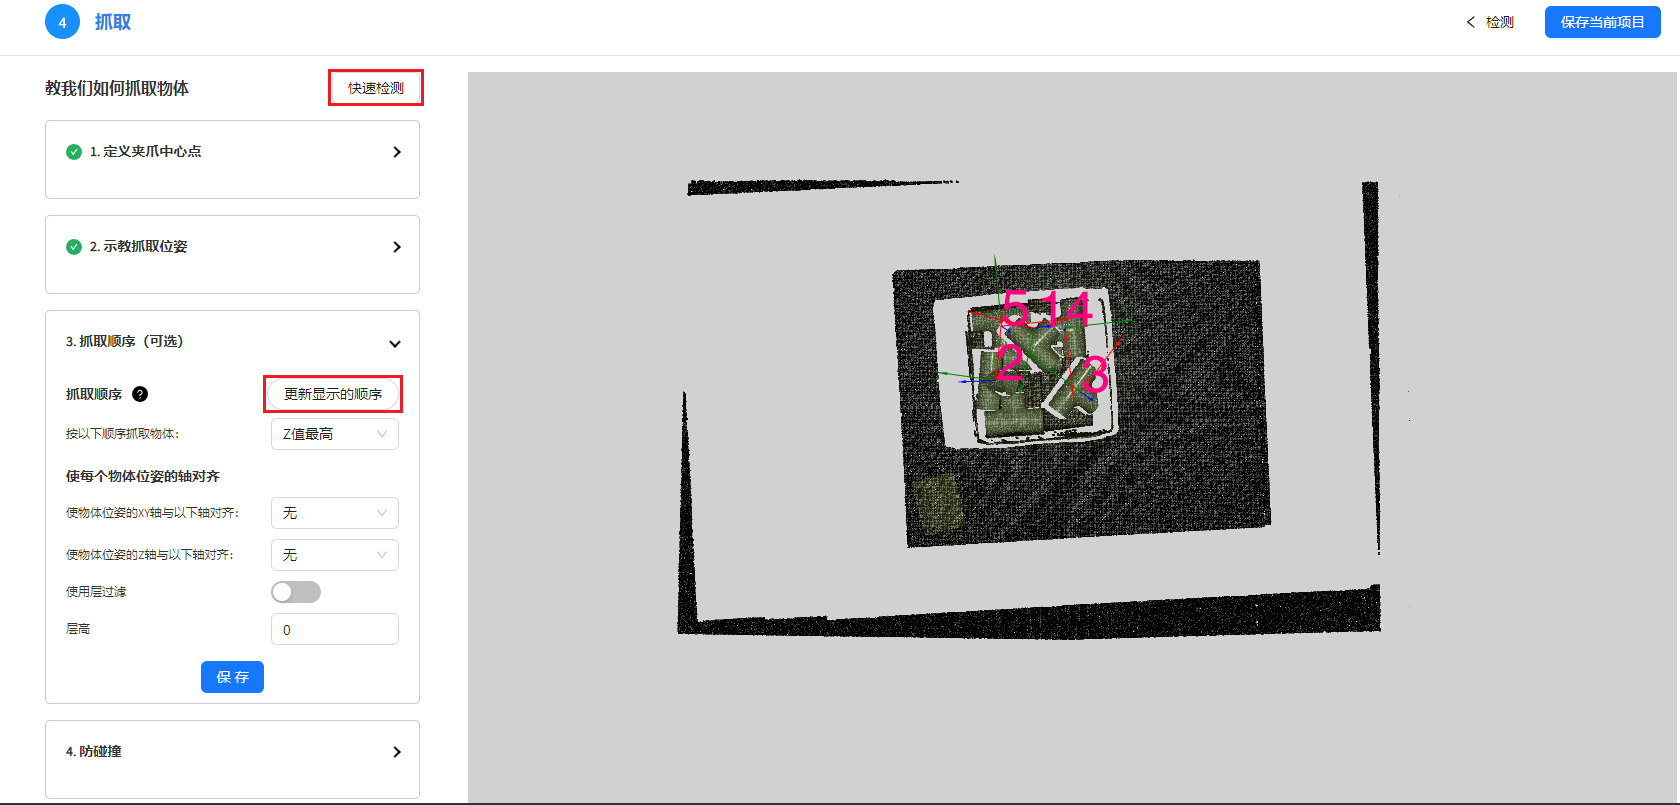 4 抓取
检测
保存当前项目
教我们如何抓取物体
快速检测
1. 定义夹爪中心点
2. 示教抓取位姿
3. 抓取顺序（可选）
抓取顺序 ?
更新显示的顺序
按以下顺序抓取物体：
Z值最高
使每个物体位姿的轴对齐
使物体位姿的XY轴与以下轴对齐：
无
使物体位姿的Z轴与以下轴对齐：
无
使用层过滤
层高
0
保存
4. 防碰撞
5 1 4
2
3